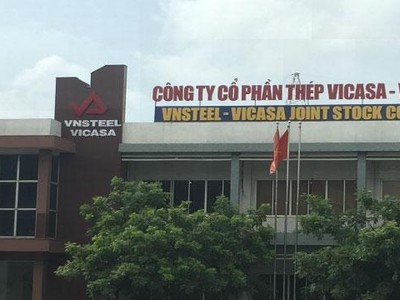 CÔNG TY CỔ PHẦN THÉP VICASA -
VNSTEEL - VICASA JOINT STOCK CO
VNSTEEL
VICASA